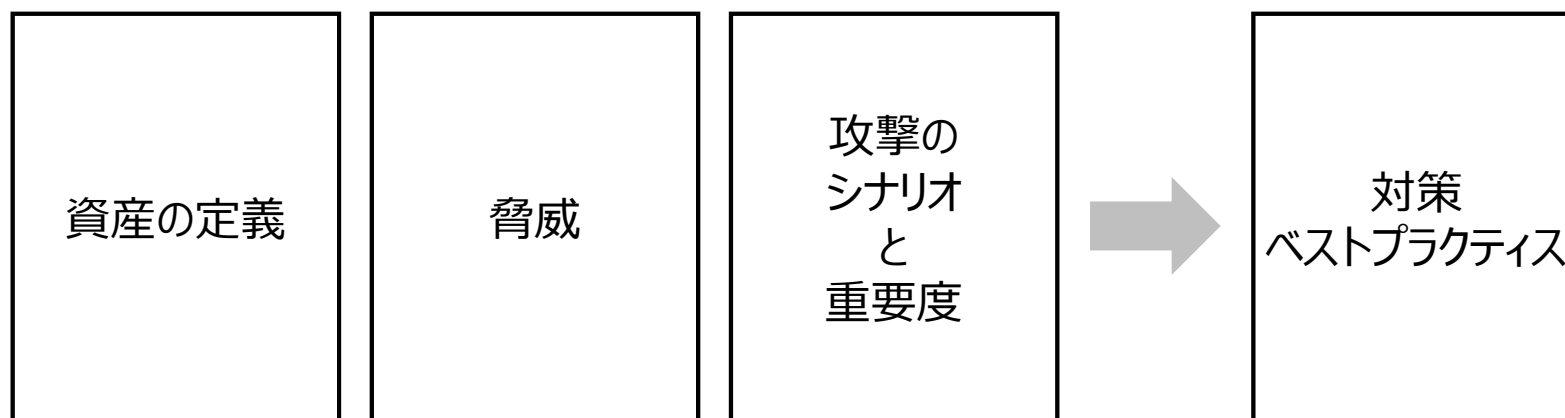 資産の定義
脅威
攻撃の
シナリオ
と
重要度
対策
ベストプラクティス